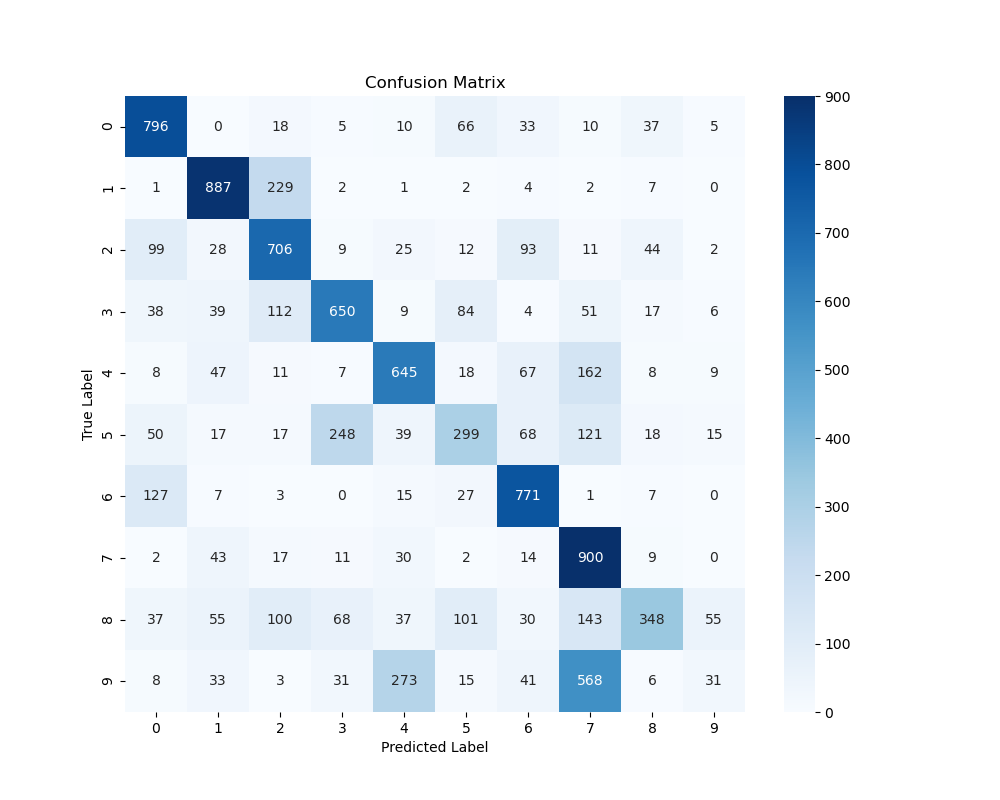 Confusion Matrix
0 796 0 18 5 10 66 33 10 37 5
1 1 887 229 2 1 2 4 2 7 0
2 99 28 706 9 25 12 93 11 44 2
3 38 39 112 650 9 84 4 51 17 6
4 8 47 11 7 645 18 67 162 8 9
5 50 17 17 248 39 299 68 121 18 15
6 127 7 3 0 15 27 771 1 7 0
7 2 43 17 11 30 2 14 900 9 0
8 37 55 100 68 37 101 30 143 348 55
9 8 33 3 31 273 15 41 568 6 31
0 1 2 3 4 5 6 7 8 9
Predicted Label
True Label
900
800
700
600
500
400
300
200
100
0